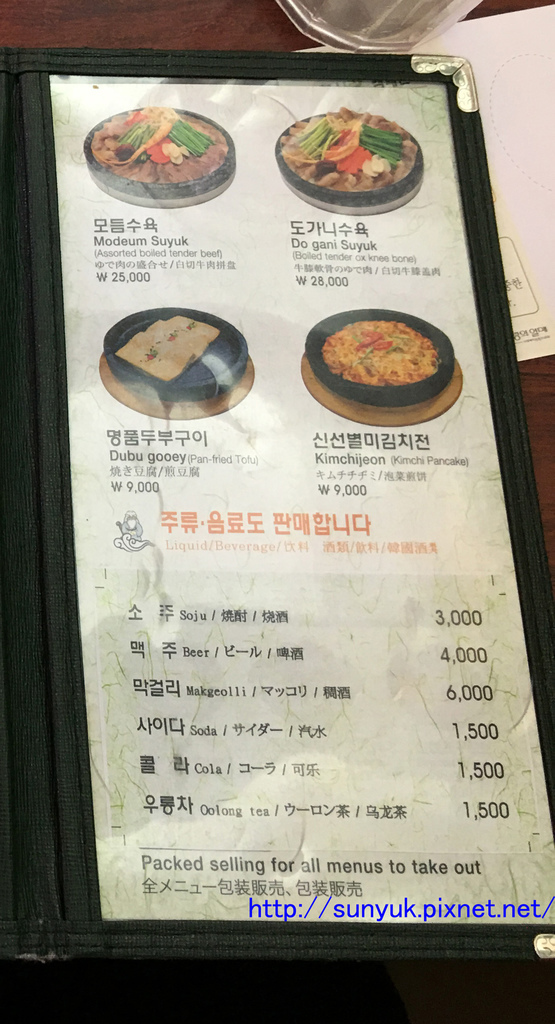 모듬수육
Modeum Suyuk
(Assorted boiled tender beef)
ゆで肉の盛合せ/白切牛肉拼盘
₩ 25,000
도가니수육
Do gani Suyuk
(Boiled tender ox knee bone)
牛膝軟骨のゆで肉 / 白切牛膝盖肉
₩ 28,000
명품두부구이
Dubu gooey (Pan-fried Tofu)
焼き豆腐/煎豆腐
₩ 9,000
신선별미김치전
Kimchijeon (Kimchi Pancake)
キムチチヂミ/泡菜煎饼
₩ 9,000
주류·음료도 판매합니다
Liquid/Beverage/饮料 酒類/飲料/韓國酒類
소 주 Soju / 焼酎 / 烧酒 3,000
맥 주 Beer / ビール / 啤酒 4,000
막걸리 Makgeolli / マッコリ / 稠酒 6,000
사이다 Soda / サイダー / 汽水 1,500
콜 라 Cola / コーラ / 可乐 1,500
우롱차 Oolong tea / ウーロン茶 / 乌龙茶 1,500
Packed selling for all menus to take out
全メニュー包装販売、包装販売
http://sunyuk.pixnet.net/